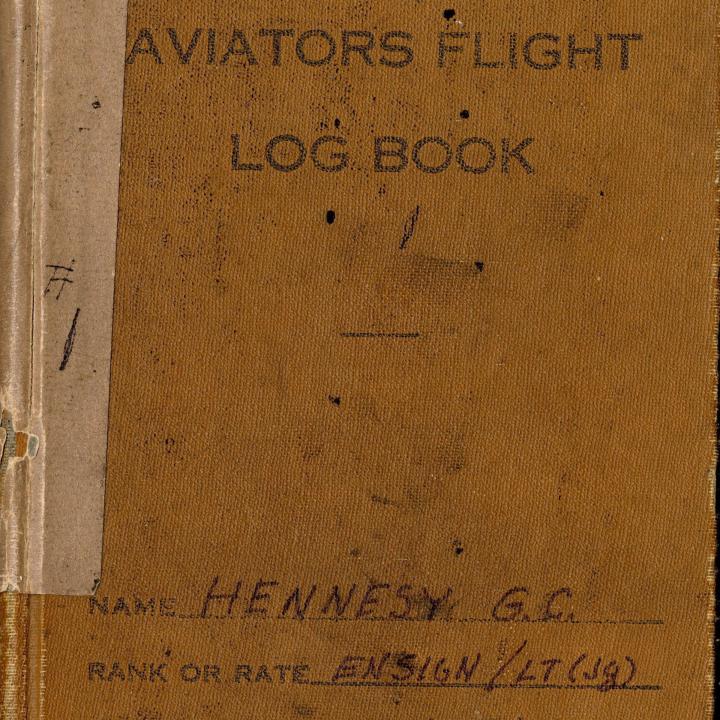 AVIATORS FLIGHT
LOG BOOK
1
#
1
NAME HENNESY G.C.
RANK OR RATE ENSIGN/LT(Jg)